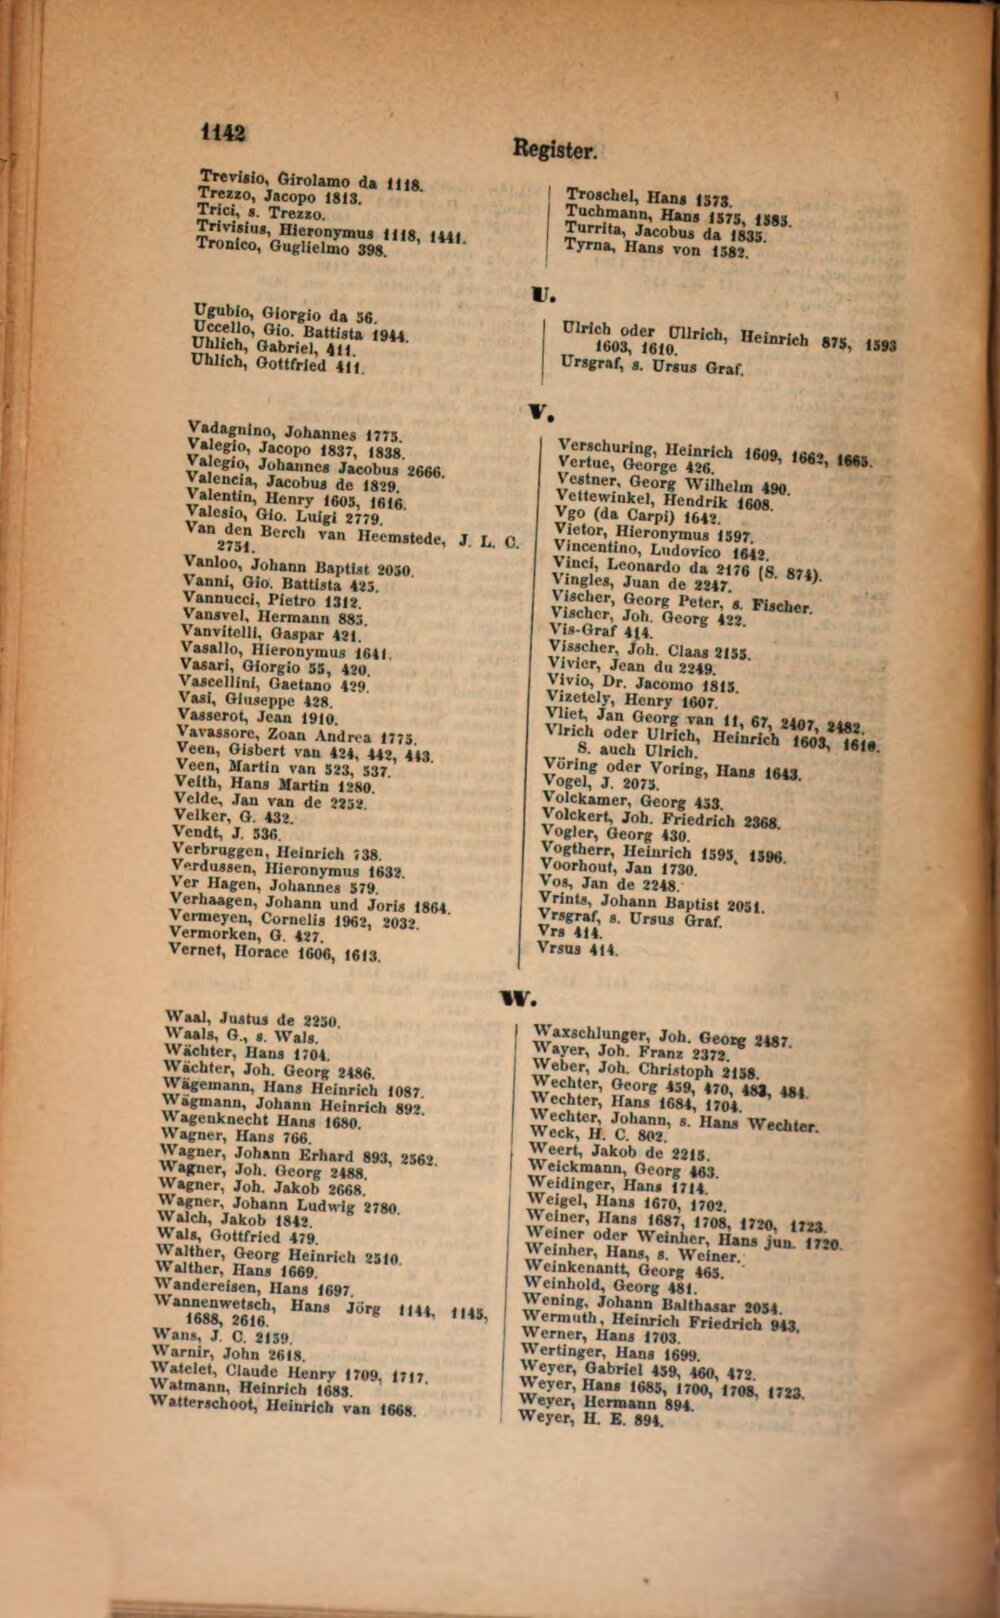 1142
Register.
Trevisio, Girolamo da 1118.
Trezzo, Jacopo 1813.
Trici, s. Trezzo.
Trivisius, Hieronymus 1118, 1441.
Tronico, Guglielmo 398.
Troschel, Hans 1573.
Tuchmann, Hans 1575, 1585.
Turrita, Jacobus da 1835.
Tyrna, Hans von 1582.
U.
Ugubio, Giorgio da 56.
Uccello, Gio. Battista 1944.
Uhlich, Gabriel, 411.
Uhlich, Gottfried 411.
Ulrich oder Ullrich, Heinrich 875, 1593
1603, 1610.
Ursgraf, s. Ursus Graf.
V.
Vadagnino, Johannes 1775.
Valegio, Jacopo 1837, 1838.
Valegio, Johannes Jacobus 2666.
Valencia, Jacobus de 1829.
Valentin, Henry 1605, 1616.
Valesio, Gio. Luigi 2779.
Van den Berch van Heemstede, J. L. C.
2751.
Vanloo, Johann Baptist 2050.
Vanni, Gio. Battista 425.
Vannucci, Pietro 1312.
Vansvel, Hermann 885.
Vanvitelli, Gaspar 421.
Vasallo, Hieronymus 1641.
Vasari, Giorgio 55, 420.
Vascellini, Gaetano 429.
Vasi, Giuseppe 428.
Vasserot, Jean 1910.
Vavassore, Zoan Andrea 1775.
Veen, Gisbert van 424, 442, 443.
Veen, Martin van 523, 537.
Veith, Hans Martin 1280.
Velde, Jan van de 2252.
Velker, G. 432.
Vendt, J. 536.
Verbruggen, Heinrich 738.
Verdussen, Hieronymus 1632.
Ver Hagen, Johannes 579.
Verhaagen, Johann und Joris 1864.
Vermeyen, Cornelis 1962, 2032.
Vermorken, G. 427.
Vernet, Horace 1606, 1613.
Verschuring, Heinrich 1609, 1662, 1665.
Vertue, George 426.
Vestner, Georg Wilhelm 490.
Vettewinkel, Hendrik 1608.
Vgo (da Carpi) 1642.
Vietor, Hieronymus 1597.
Vincentino, Ludovico 1642.
Vinci, Leonardo da 2176 (S. 874).
Vingles, Juan de 2247.
Vischer, Georg Peter, s. Fischer.
Vischer, Joh. Georg 422.
Vis-Graf 414.
Visscher, Joh. Claas 2155.
Vivier, Jean du 2249.
Vivio, Dr. Jacomo 1815.
Vizetely, Henry 1607.
Vliet, Jan Georg van 11, 67, 2407, 2482.
Vlrich oder Ulrich, Heinrich 1603, 1610.
S. auch Ulrich.
Vöring oder Voring, Hans 1643.
Vogel, J. 2075.
Volckamer, Georg 453.
Volckert, Joh. Friedrich 2368.
Vogler, Georg 430.
Vogtherr, Heinrich 1595, 1596.
Voorhout, Jan 1730.
Vos, Jan de 2248.
Vrints, Johann Baptist 2051.
Vrsgraf, s. Ursus Graf.
Vrs 414.
Vrsus 414.
W.
Waal, Justus de 2250.
Waals, G., s. Wals.
Wächter, Hans 1704.
Wächter, Joh. Georg 2486.
Wägemann, Hans Heinrich 1087.
Wägmann, Johann Heinrich 892.
Wagenknecht Hans 1680.
Wagner, Hans 766.
Wagner, Johann Erhard 893, 2562.
Wagner, Joh. Georg 2488.
Wagner, Joh. Jakob 2668.
Wagner, Johann Ludwig 2780.
Walch, Jakob 1842.
Wals, Gottfried 479.
Walther, Georg Heinrich 2510.
Walther, Hans 1669.
Wandereisen, Hans 1697.
Wannenwetsch, Hans Jörg 1144, 1145,
1688, 2616.
Wans, J. C. 2159.
Warnir, John 2618.
Watelet, Claude Henry 1709, 1717.
Watmann, Heinrich 1683.
Watterschoot, Heinrich van 1668.
Waxschlunger, Joh. Georg 2487.
Wayer, Joh. Franz 2372.
Weber, Joh. Christoph 2158.
Wechter, Georg 459, 470, 483, 484.
Wechter, Hans 1684, 1704.
Wechter, Johann, s. Hans Wechter.
Weck, H. C. 802.
Weert, Jakob de 2215.
Weickmann, Georg 463.
Weidinger, Hans 1714.
Weigel, Hans 1670, 1702.
Weiner, Hans 1687, 1708, 1720, 1723.
Weiner oder Weinher, Hans jun. 1720.
Weinher, Hans, s. Weiner.
Weinkenantt, Georg 465.
Weinhold, Georg 481.
Wening, Johann Balthasar 2054.
Wermuth, Heinrich Friedrich 943.
Werner, Hans 1703.
Wertinger, Hans 1699.
Weyer, Gabriel 459, 460, 472.
Weyer, Hans 1685, 1700, 1708, 1723.
Weyer, Hermann 894.
Weyer, H. E. 894.